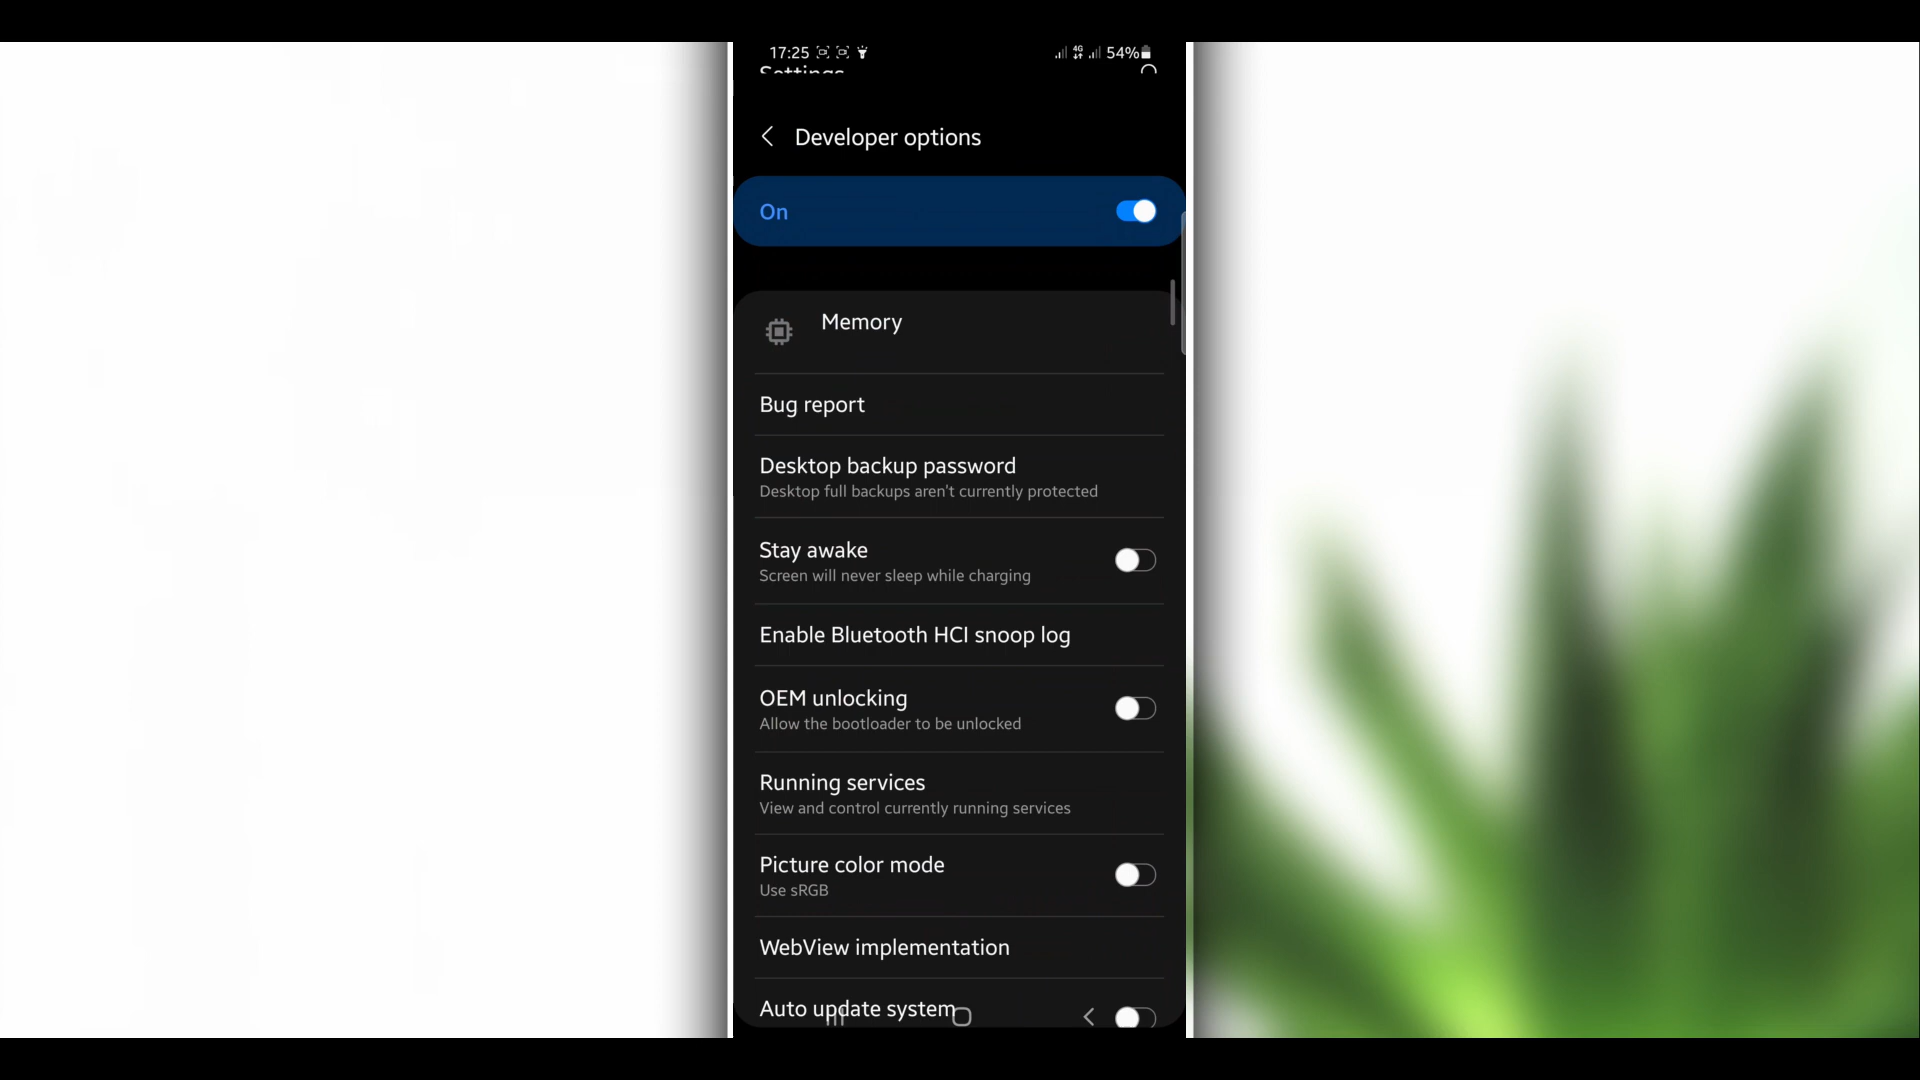 17:25 4G 54%
Settings
Developer options
On
Memory
Bug report
Desktop backup password
Desktop full backups aren't currently protected
Stay awake
Screen will never sleep while charging
Enable Bluetooth HCI snoop log
OEM unlocking
Allow the bootloader to be unlocked
Running services
View and control currently running services
Picture color mode
Use sRGB
WebView implementation
Auto update system